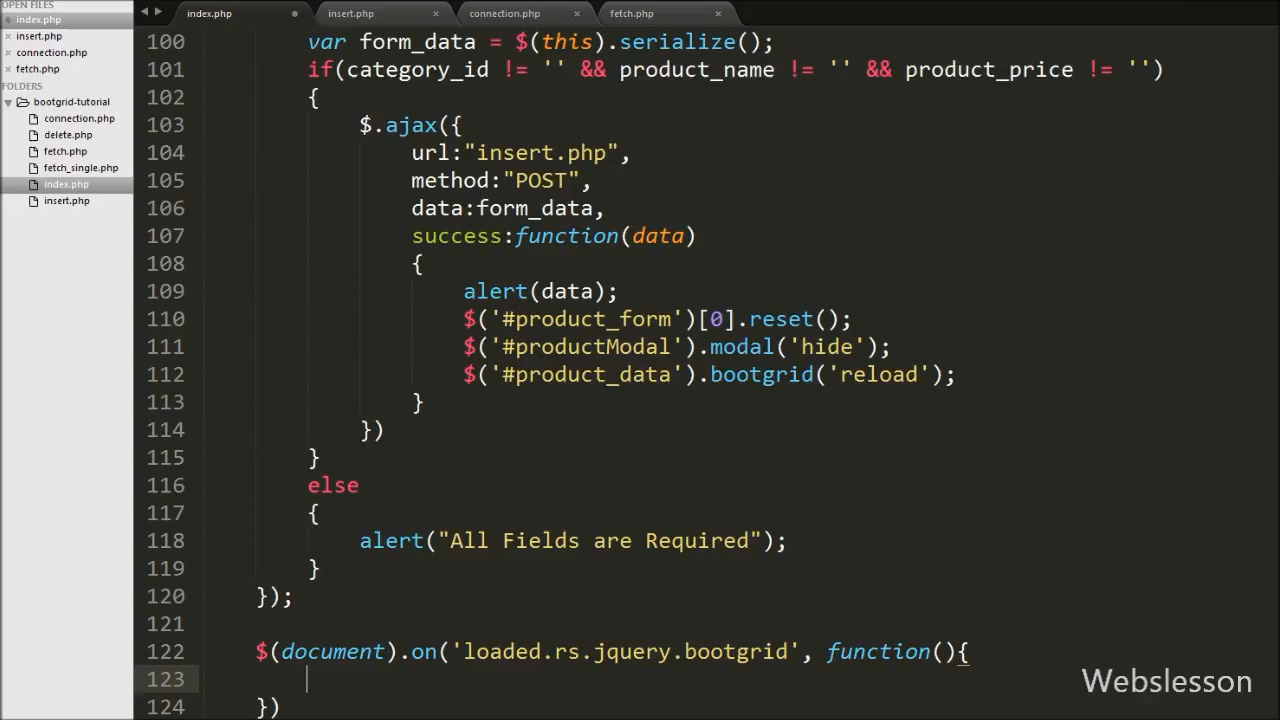 OPEN FILES
index.php
insert.php
connection.php
fetch.php
FOLDERS
bootgrid-tutorial
connection.php
delete.php
fetch.php
fetch_single.php
index.php
insert.php
index.php insert.php connection.php fetch.php
100 var form_data = $(this).serialize();
101 if(category_id != '' && product_name != '' && product_price != '')
102 {
103 $.ajax({
104 url:"insert.php",
105 method:"POST",
106 data:form_data,
107 success:function(data)
108 {
109 alert(data);
110 $('#product_form')[0].reset();
111 $('#productModal').modal('hide');
112 $('#product_data').bootgrid('reload');
113 }
114 })
115 }
116 else
117 {
118 alert("All Fields are Required");
119 }
120 });
121
122 $(document).on('loaded.rs.jquery.bootgrid', function(){
123
124 })
Webslesson